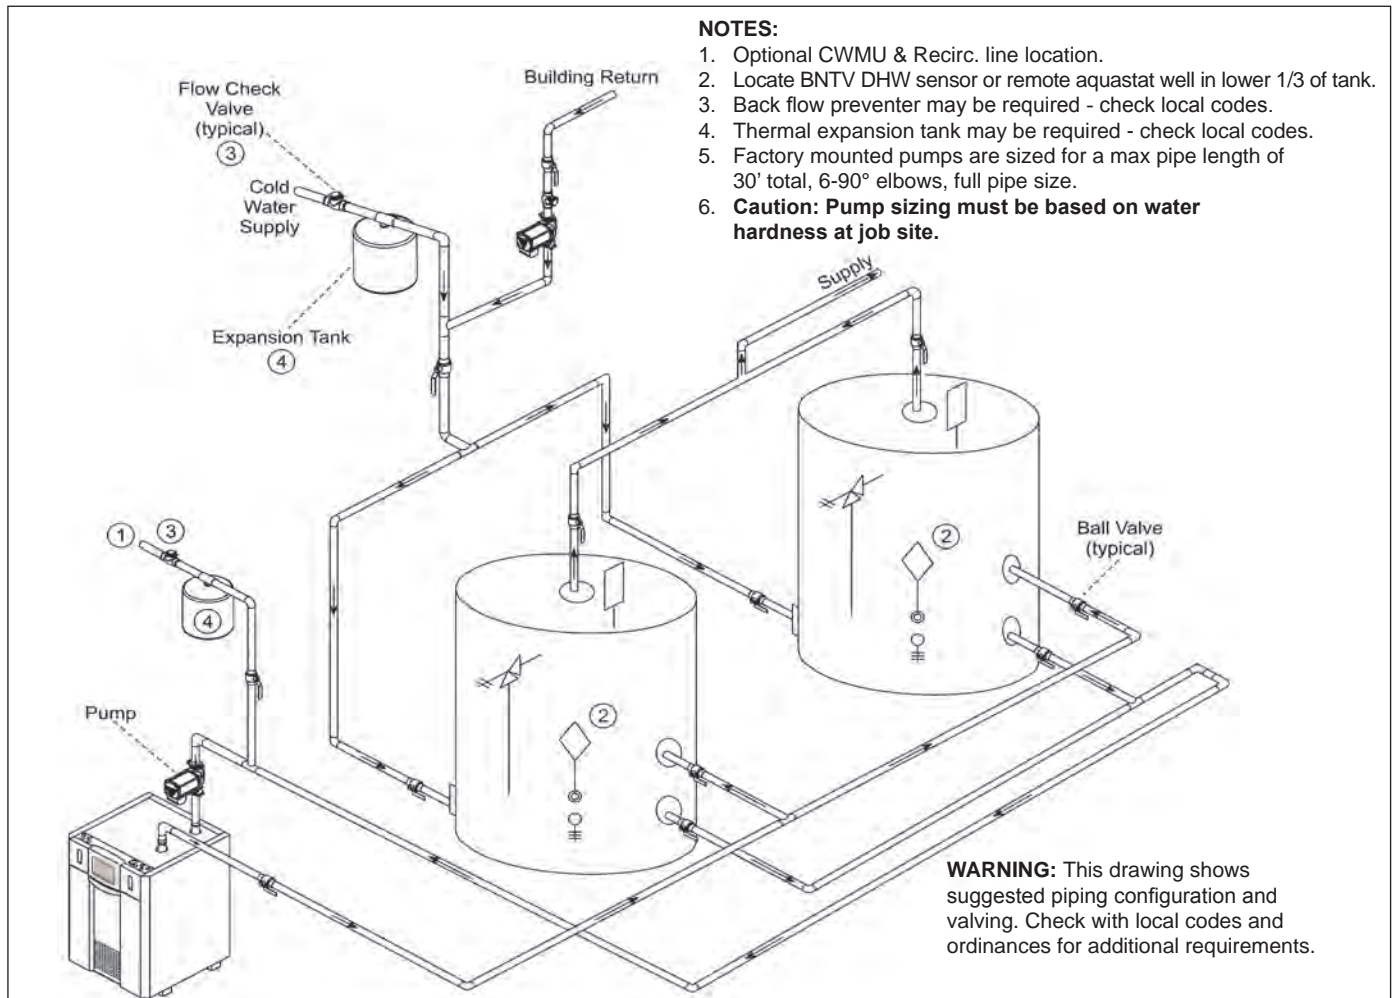 NOTES:
1. Optional CWMU & Recirc. line location.
2. Locate BNTV DHW sensor or remote aquastat well in lower 1/3 of tank.
3. Back flow preventer may be required - check local codes.
4. Thermal expansion tank may be required - check local codes.
5. Factory mounted pumps are sized for a max pipe length of
30' total, 6-90° elbows, full pipe size.
6. Caution: Pump sizing must be based on water
hardness at job site.
Building Return
Flow Check
Valve
(typical)
3
Cold
Water
Supply
Expansion Tank
4
Supply
Ball Valve
(typical)
2
1
3
4
2
Pump
WARNING: This drawing shows
suggested piping configuration and
valving. Check with local codes and
ordinances for additional requirements.